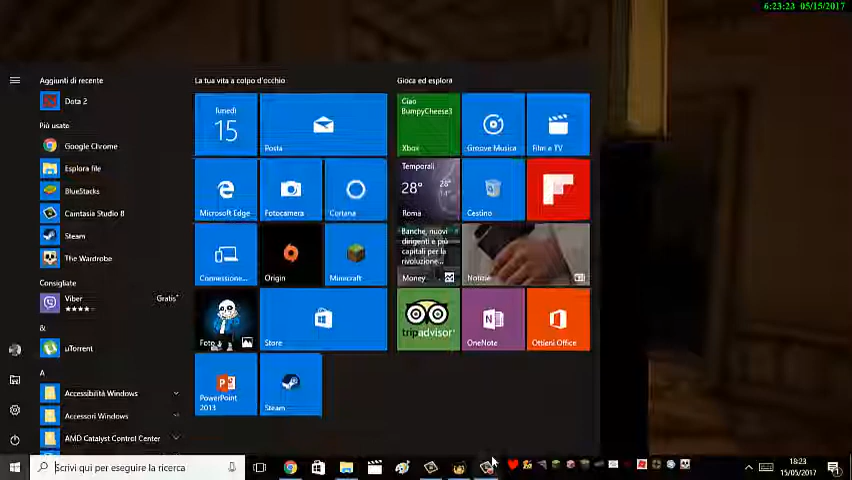 6:23:23 05/15/2017
Aggiunti di recente
Dota 2
Più usato
Google Chrome
Esplora file
BlueStacks
Camtasia Studio 8
Steam
The Wardrobe
Consigliate
Viber
Gratis*
&
µTorrent
A
Accessibilità Windows
Accessori Windows
AMD Catalyst Control Center
La tua vita a colpo d'occhio
lunedì
15
Posta
Microsoft Edge
Fotocamera
Cortana
Connessione...
Origin
Minecraft
Foto
Store
PowerPoint
2013
Steam
Gioca ed esplora
Ciao
BumpyCheese3
Xbox
Groove Musica
Film e TV
Temporali
28°
28°
14°
Roma
Cestino
Banche, nuovi
dirigenti e più
capitali per la
rivoluzione...
Money
Notizie
tripadvisor
OneNote
Ottieni Office
Scrivi qui per eseguire la ricerca
18:23
15/05/2017